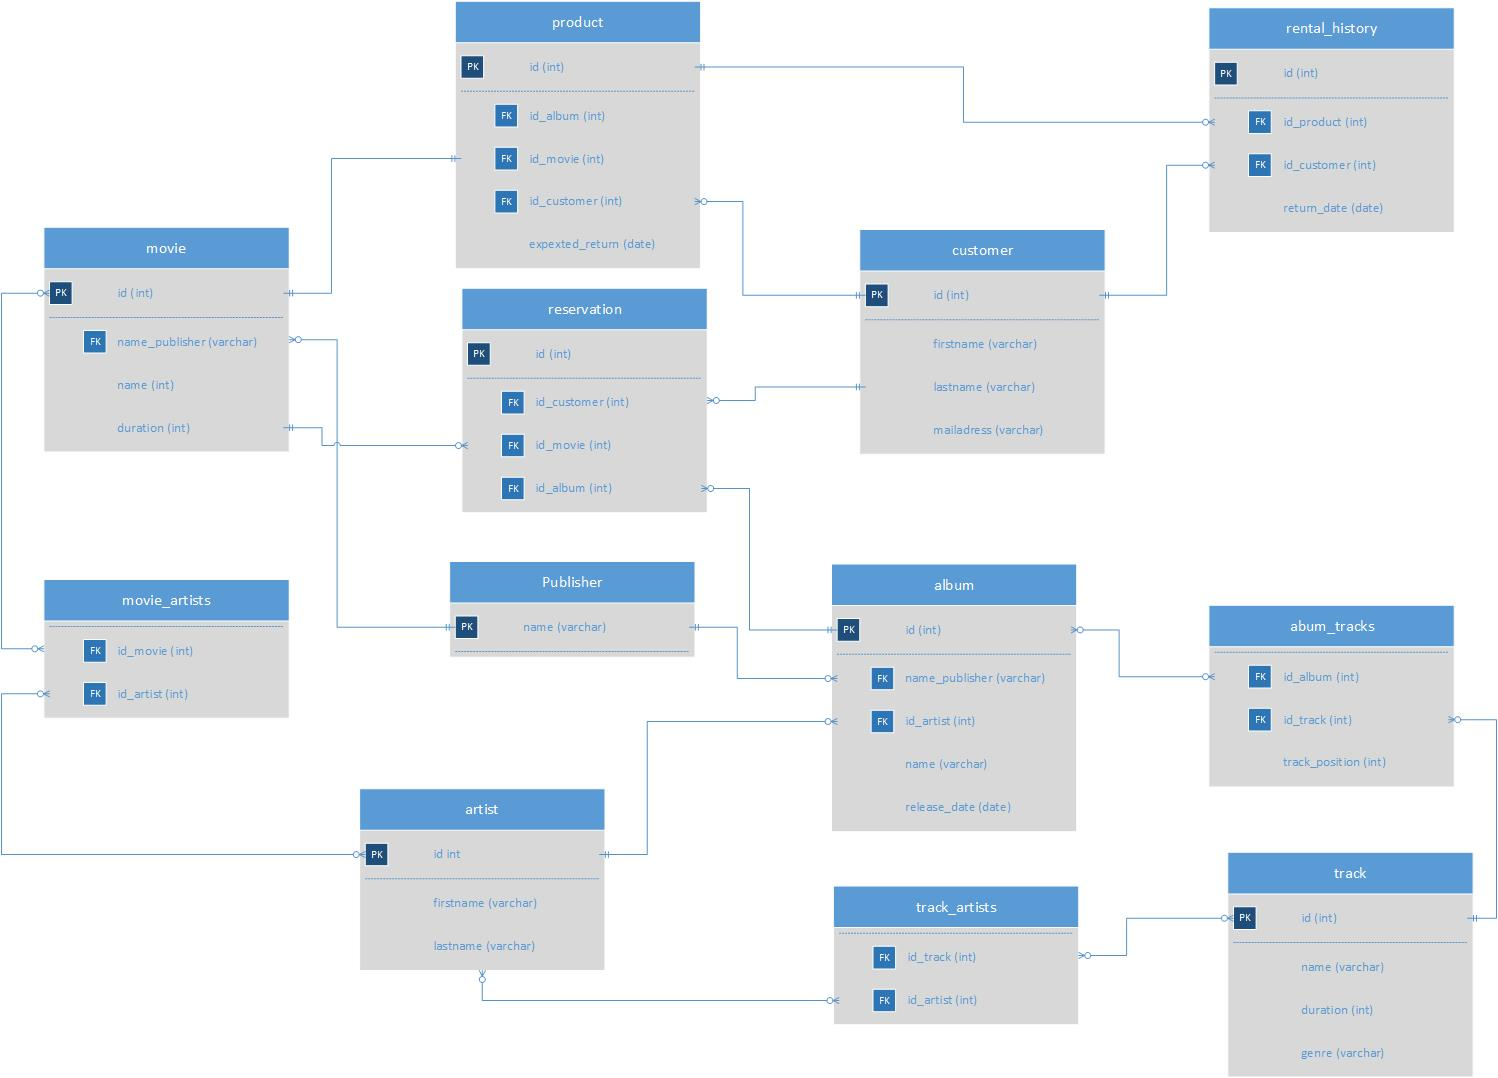 product
PK id (int)
FK id_album (int)
FK id_movie (int)
FK id_customer (int)
expexted_return (date)
rental_history
PK id (int)
FK id_product (int)
FK id_customer (int)
return_date (date)
movie
PK id (int)
FK name_publisher (varchar)
name (int)
duration (int)
reservation
PK id (int)
FK id_customer (int)
FK id_movie (int)
FK id_album (int)
customer
PK id (int)
firstname (varchar)
lastname (varchar)
mailadress (varchar)
movie_artists
FK id_movie (int)
FK id_artist (int)
Publisher
PK name (varchar)
album
PK id (int)
FK name_publisher (varchar)
FK id_artist (int)
name (varchar)
release_date (date)
abum_tracks
FK id_album (int)
FK id_track (int)
track_position (int)
artist
PK id int
firstname (varchar)
lastname (varchar)
track_artists
FK id_track (int)
FK id_artist (int)
track
PK id (int)
name (varchar)
duration (int)
genre (varchar)